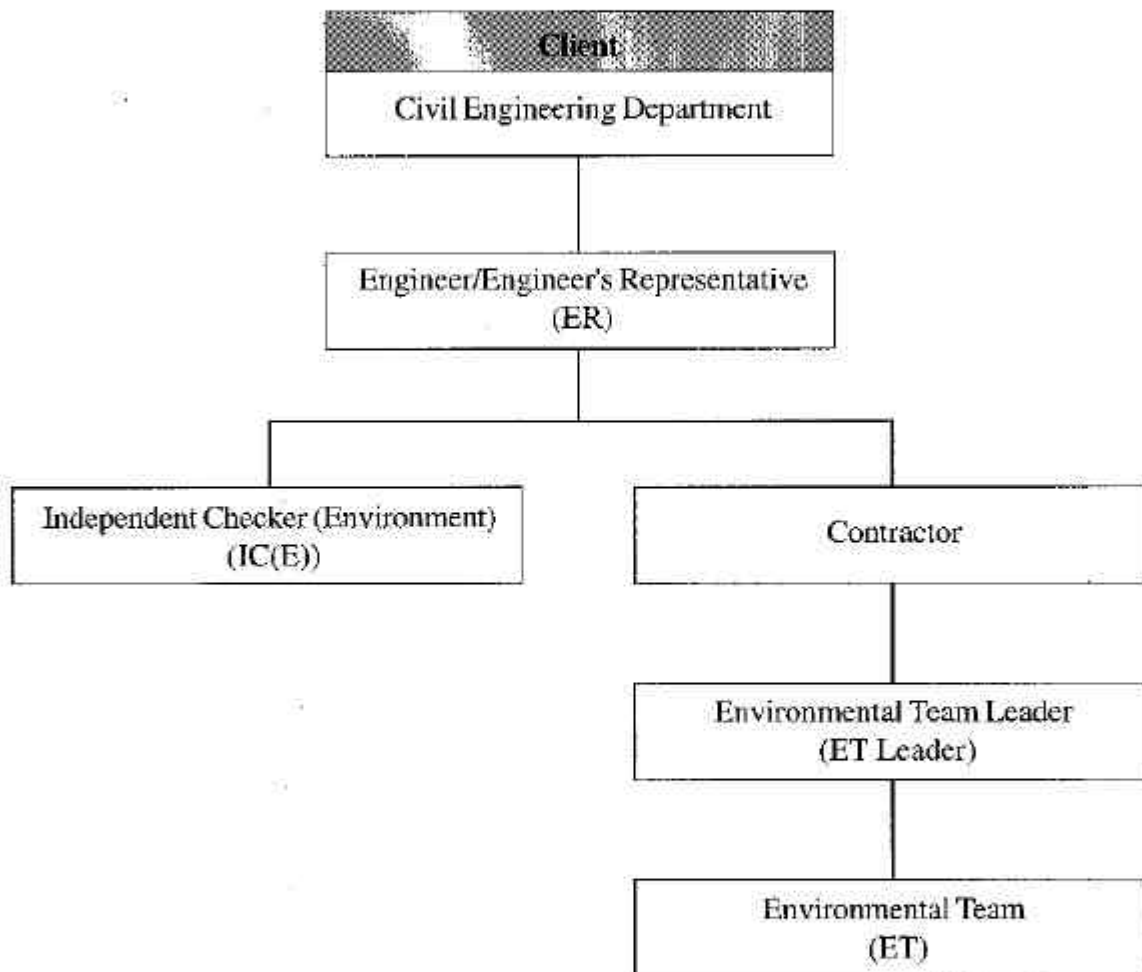 Client
Civil Engineering Department
Engineer/Engineer's Representative
(ER)
Independent Checker (Environment)
(IC(E))
Contractor
Environmental Team Leader
(ET Leader)
Environmental Team
(ET)